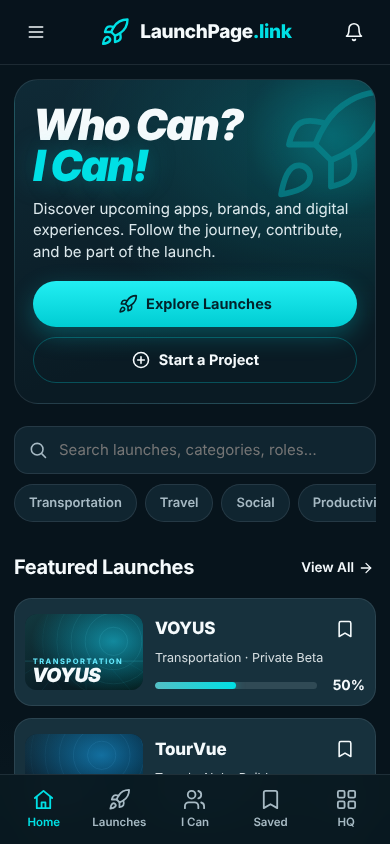 LaunchPage.link
Who Can?
I Can!
Discover upcoming apps, brands, and digital
experiences. Follow the journey, contribute,
and be part of the launch.
Explore Launches
Start a Project
Search launches, categories, roles...
Transportation
Travel
Social
Featured Launches
View All
TRANSPORTATION
VOYUS
VOYUS
Transportation · Private Beta
50%
TourVue
Home
Launches
I Can
Saved
HQ